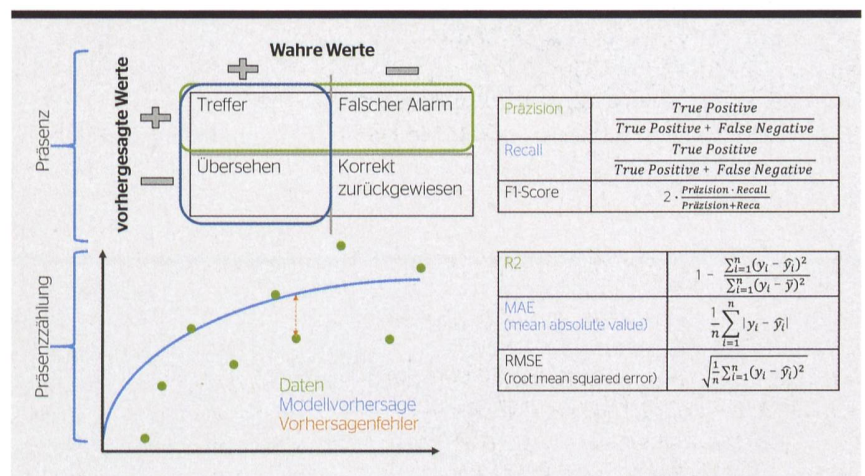 Wahre Werte
+ −
Präsenz
vorhergesagte Werte
+
−
Treffer
Falscher Alarm
Übersehen
Korrekt
zurückgewiesen
Präzision
True Positive
True Positive + False Negative
Recall
True Positive
True Positive + False Negative
F1-Score
2 · Präzision · Recall
Präzision+Reca
Präsenzzählung
Daten
Modellvorhersage
Vorhersagenfehler
R2
1 − ∑ⁿᵢ₌₁(yᵢ − ŷᵢ)² / ∑ⁿᵢ₌₁(yᵢ − ȳ)²
MAE
(mean absolute value)
1/n ∑ⁿᵢ₌₁ |yᵢ − ŷᵢ|
RMSE
(root mean squared error)
√(1/n ∑ⁿᵢ₌₁(yᵢ − ŷᵢ)²)